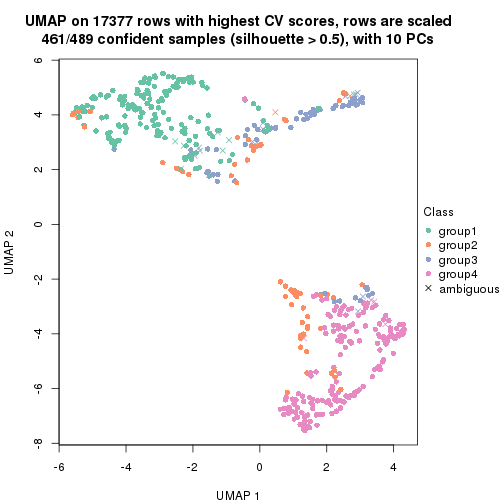 UMAP on 17377 rows with highest CV scores, rows are scaled
461/489 confident samples (silhouette > 0.5), with 10 PCs
6
4
2
0
-2
-4
-6
-8
UMAP 2
-6
-4
-2
0
2
4
UMAP 1
Class
group1
group2
group3
group4
ambiguous